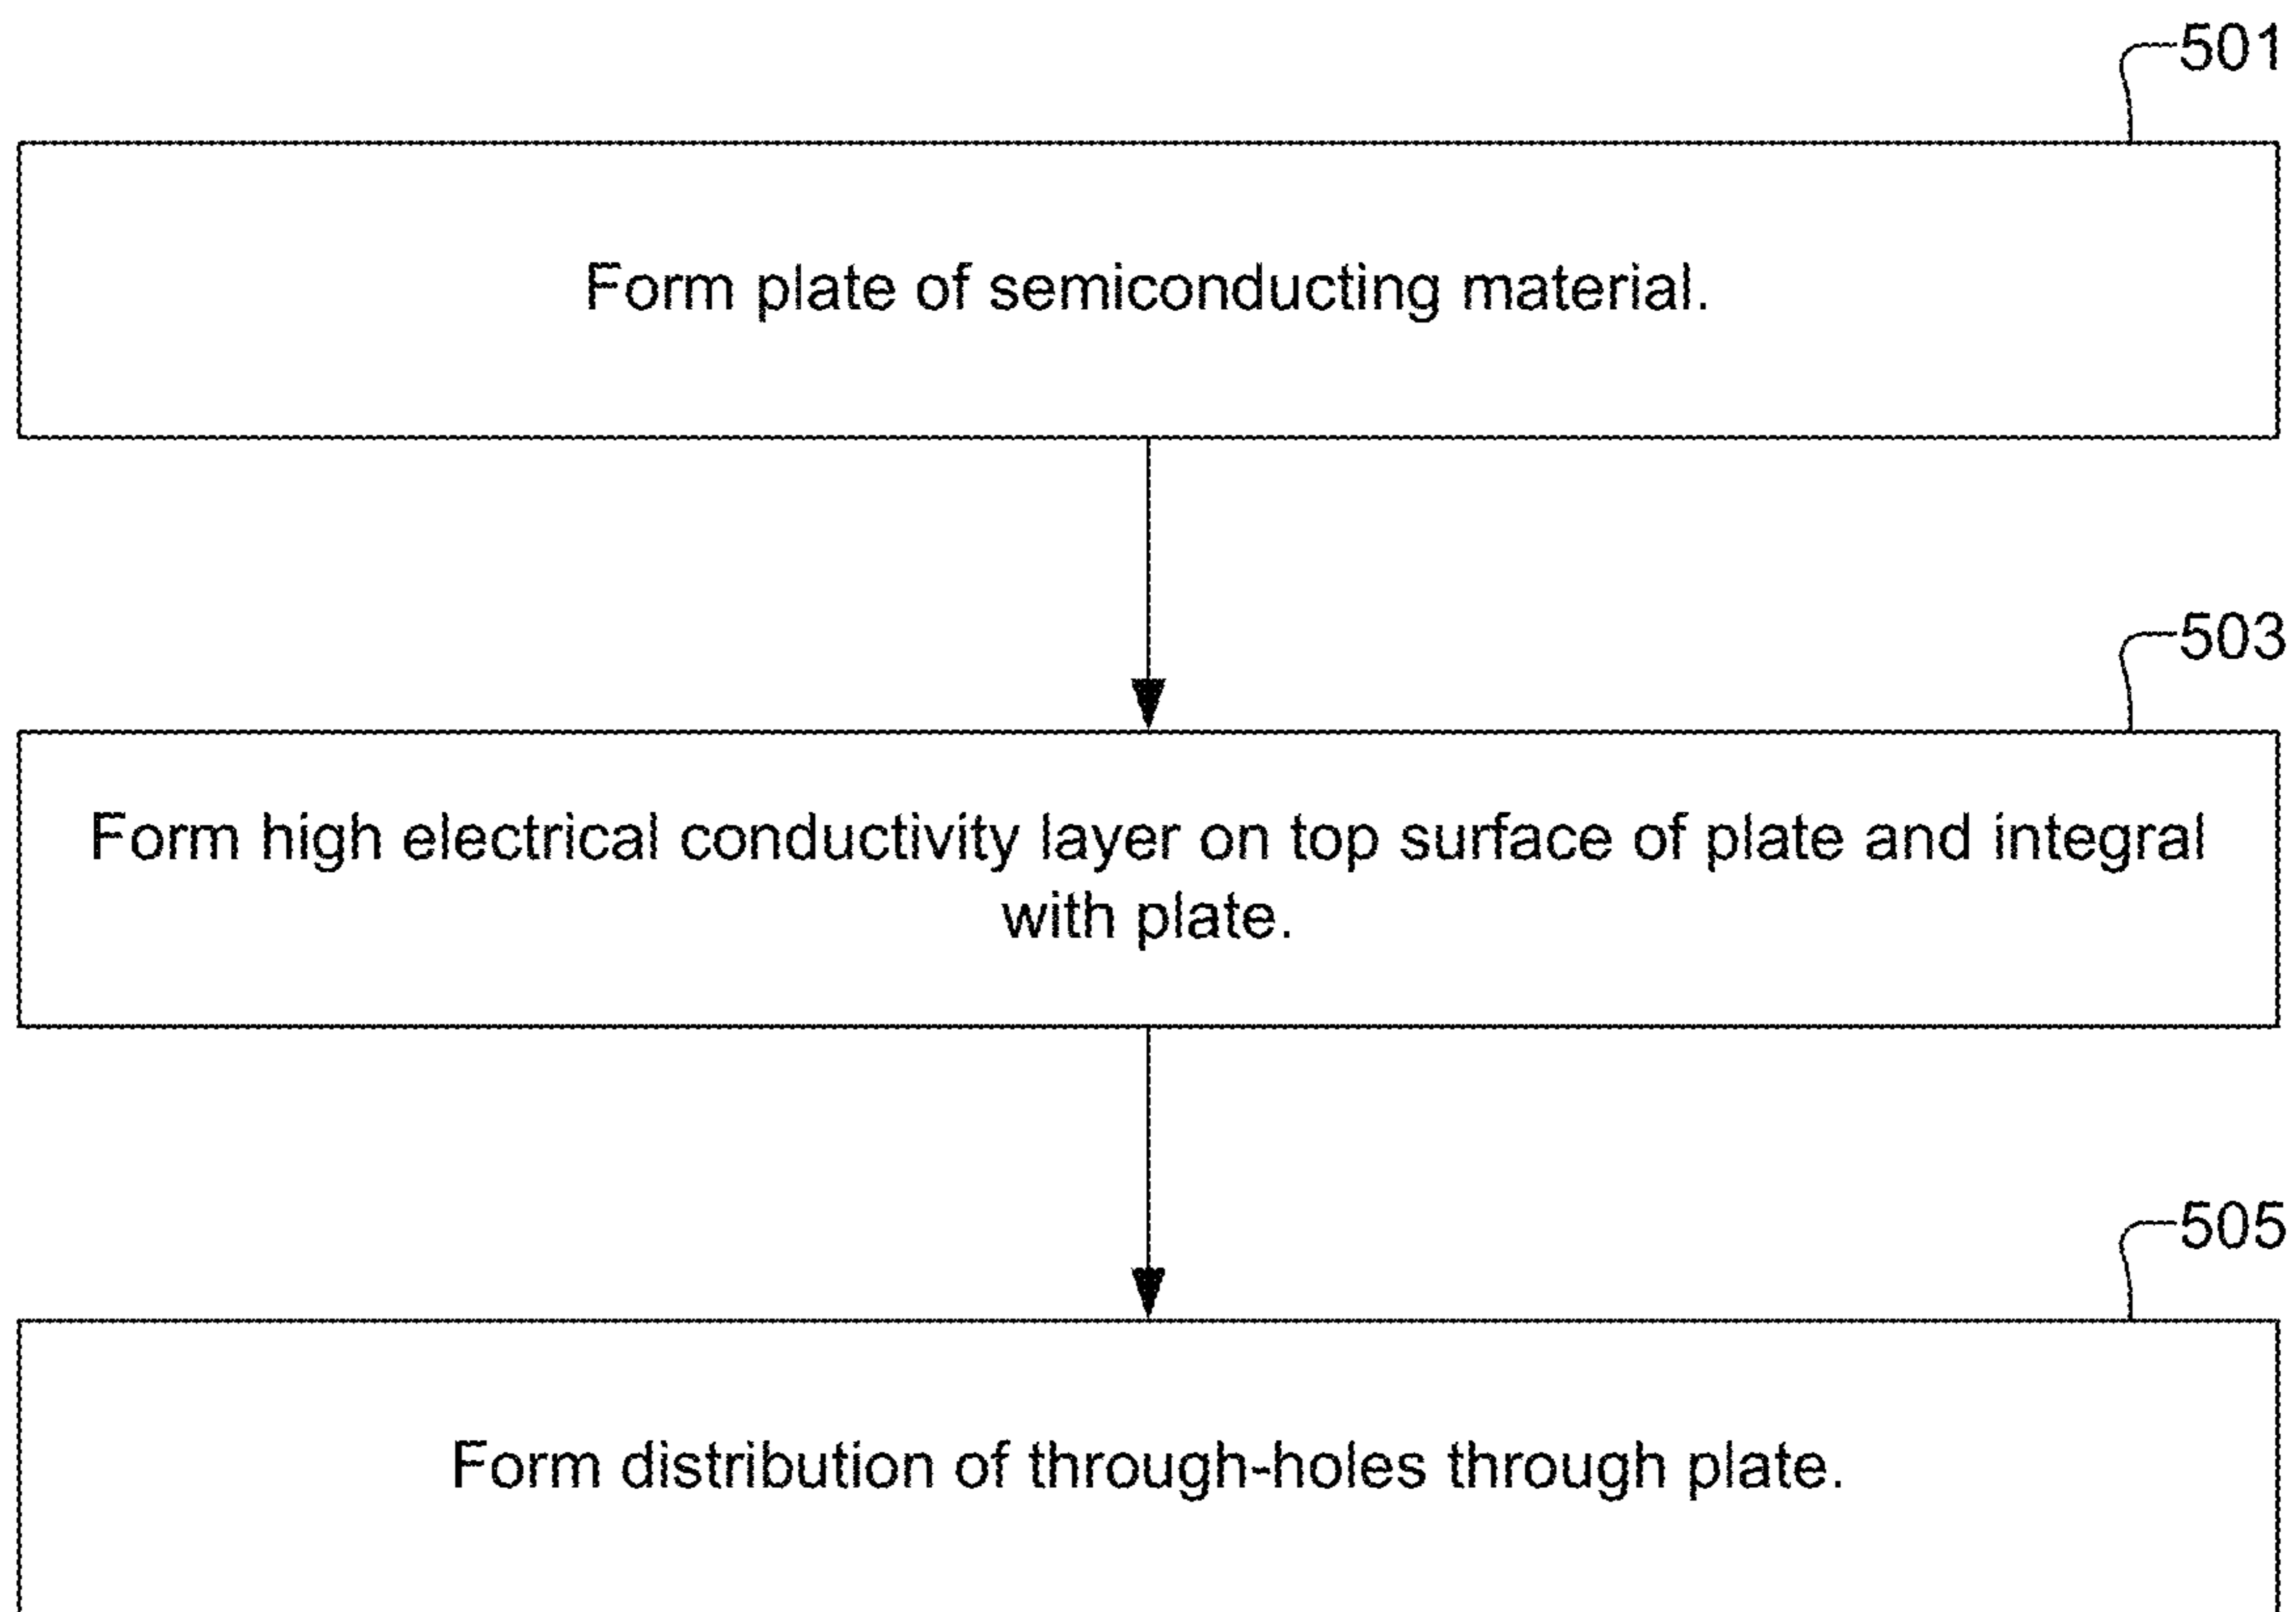 501
Form plate of semiconducting material.
503
Form high electrical conductivity layer on top surface of plate and integral
with plate.
505
Form distribution of through-holes through plate.